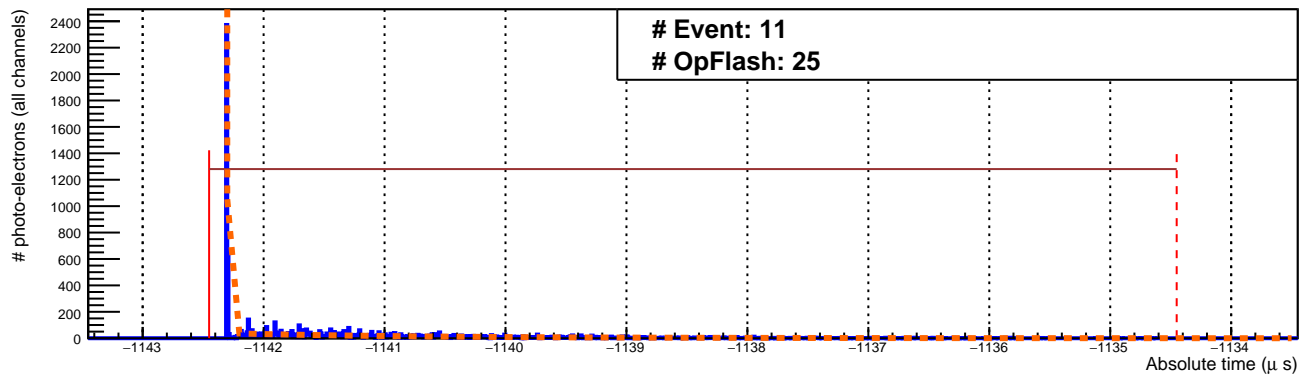 # Event: 11
# OpFlash: 25
# photo-electrons (all channels)
2400
2200
2000
1800
1600
1400
1200
1000
800
600
400
200
0
−1143 −1142 −1141 −1140 −1139 −1138 −1137 −1136 −1135 −1134
Absolute time (μ s)